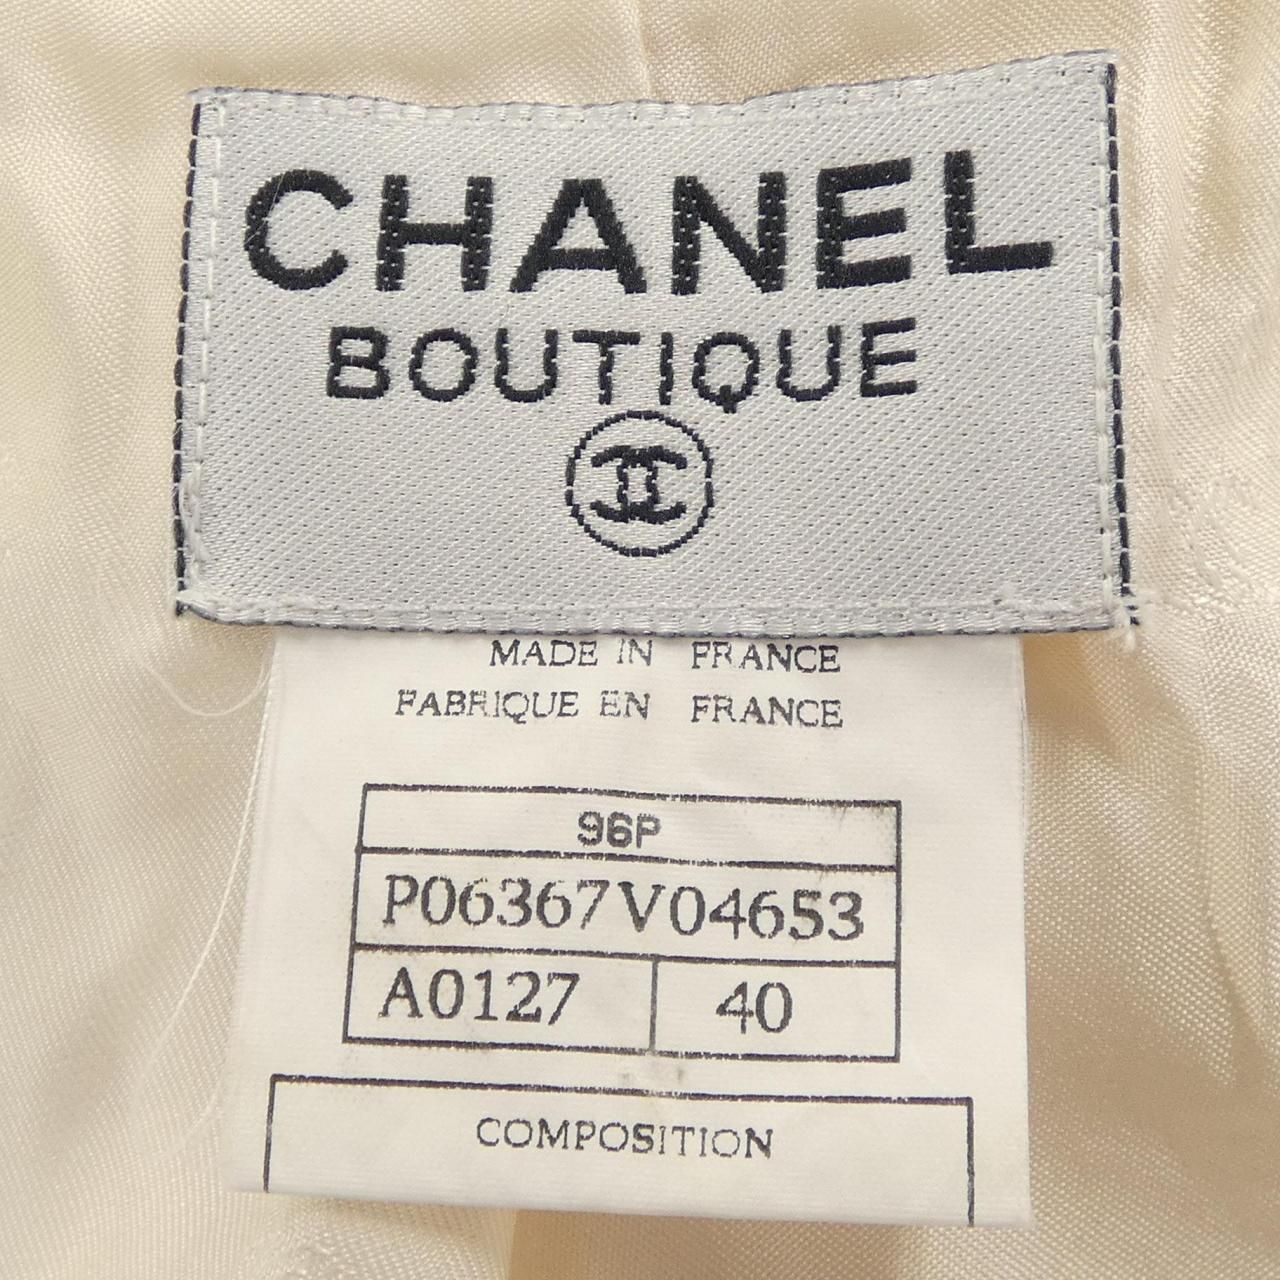 CHANEL
BOUTIQUE
MADE IN FRANCE
FABRIQUE EN FRANCE
96P
P06367V04653
A0127 40
COMPOSITION